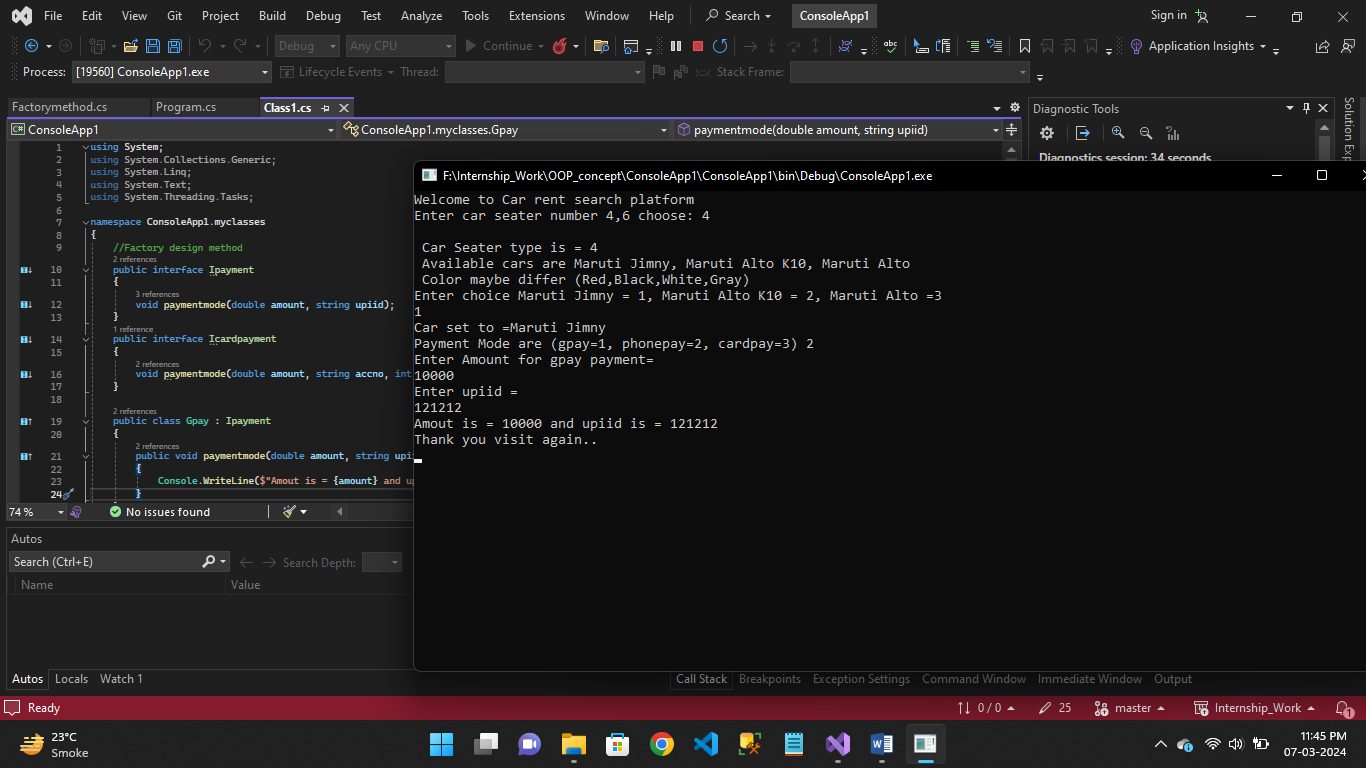 File Edit View Git Project Build Debug Test Analyze Tools Extensions Window Help Search ConsoleApp1 Sign in
Debug Any CPU Continue Application Insights
Process: [19560] ConsoleApp1.exe Lifecycle Events Thread: Stack Frame:
Factorymethod.cs Program.cs Class1.cs
ConsoleApp1 ConsoleApp1.myclasses.Gpay paymentmode(double amount, string upiid)
1 using System;
2 using System.Collections.Generic;
3 using System.Linq;
4 using System.Text;
5 using System.Threading.Tasks;
6
7 namespace ConsoleApp1.myclasses
8 {
9 //Factory design method
2 references
10 public interface Ipayment
11 {
3 references
12 void paymentmode(double amount, string upiid);
13 }
1 reference
14 public interface Icardpayment
15 {
2 references
16 void paymentmode(double amount, string accno, int
17 }
18
2 references
19 public class Gpay : Ipayment
20 {
2 references
21 public void paymentmode(double amount, string upi
22 {
23 Console.WriteLine($"Amout is = {amount} and up
24 }
74 % No issues found
Autos
Search (Ctrl+E) Search Depth:
Name Value
Autos Locals Watch 1
Diagnostic Tools
Diagnostics session: 34 seconds
Solution Exp
F:\Internship_Work\OOP_concept\ConsoleApp1\ConsoleApp1\bin\Debug\ConsoleApp1.exe
Welcome to Car rent search platform
Enter car seater number 4,6 choose: 4
Car Seater type is = 4
Available cars are Maruti Jimny, Maruti Alto K10, Maruti Alto
Color maybe differ (Red,Black,White,Gray)
Enter choice Maruti Jimny = 1, Maruti Alto K10 = 2, Maruti Alto =3
1
Car set to =Maruti Jimny
Payment Mode are (gpay=1, phonepay=2, cardpay=3) 2
Enter Amount for gpay payment=
10000
Enter upiid =
121212
Amout is = 10000 and upiid is = 121212
Thank you visit again..
Call Stack Breakpoints Exception Settings Command Window Immediate Window Output
Ready 0 / 0 25 master Internship_Work 1
23°C
Smoke
11:45 PM
07-03-2024